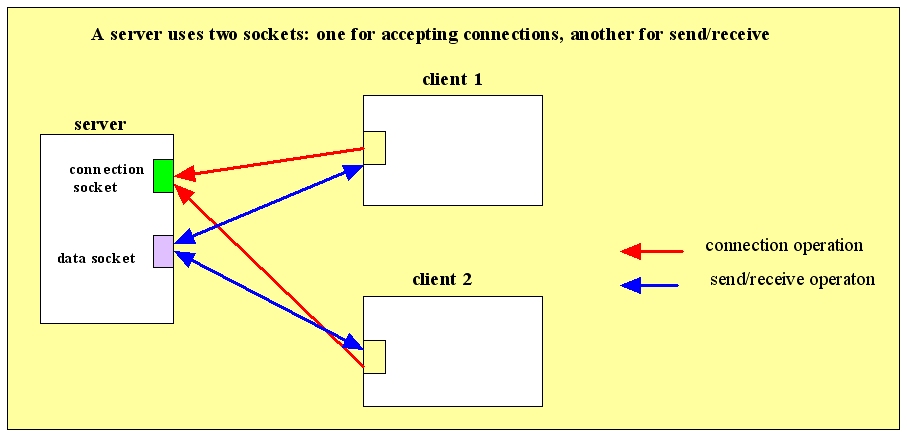 A server uses two sockets: one for accepting connections, another for send/receive
client 1
server
connection
socket
data socket
connection operation
client 2
send/receive operaton